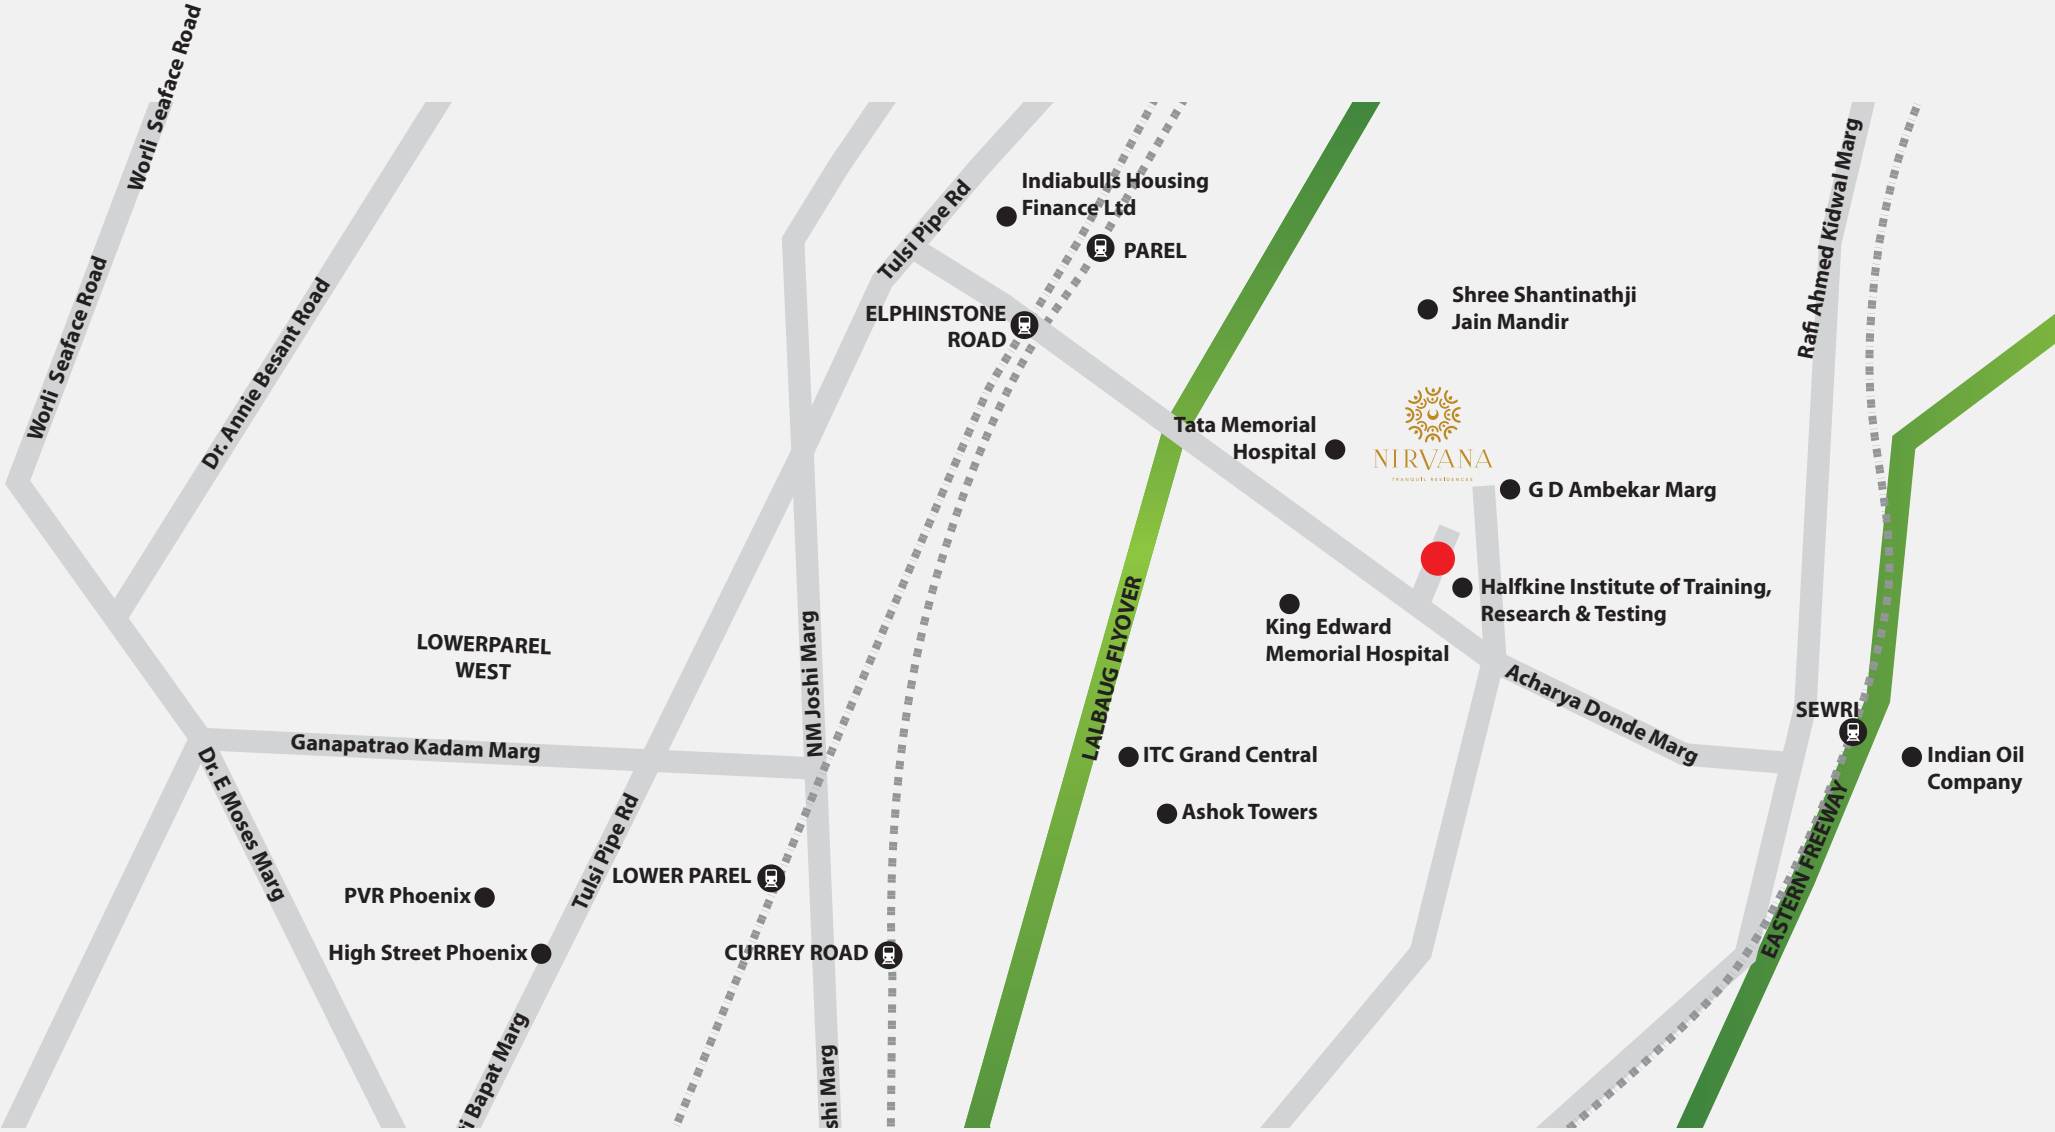 Worli Seaface Road
Indiabulls Housing
Finance Ltd
Tulsi Pipe Rd
PAREL
Rafi Ahmed Kidwal Marg
Worli Seaface Road
Dr. Annie Besant Road
ELPHINSTONE
ROAD
Shree Shantinathji
Jain Mandir
Tata Memorial
Hospital
NIRVANA
TRANQUIL RESIDENCES
G D Ambekar Marg
Halfkine Institute of Training,
Research & Testing
King Edward
Memorial Hospital
LOWERPAREL
WEST
NM Joshi Marg
LALBAUG FLYOVER
Acharya Donde Marg
SEWRI
Ganapatrao Kadam Marg
ITC Grand Central
Indian Oil
Company
Ashok Towers
Dr. E Moses Marg
Tulsi Pipe Rd
LOWER PAREL
EASTERN FREEWAY
PVR Phoenix
High Street Phoenix
CURREY ROAD
i Bapat Marg
shi Marg